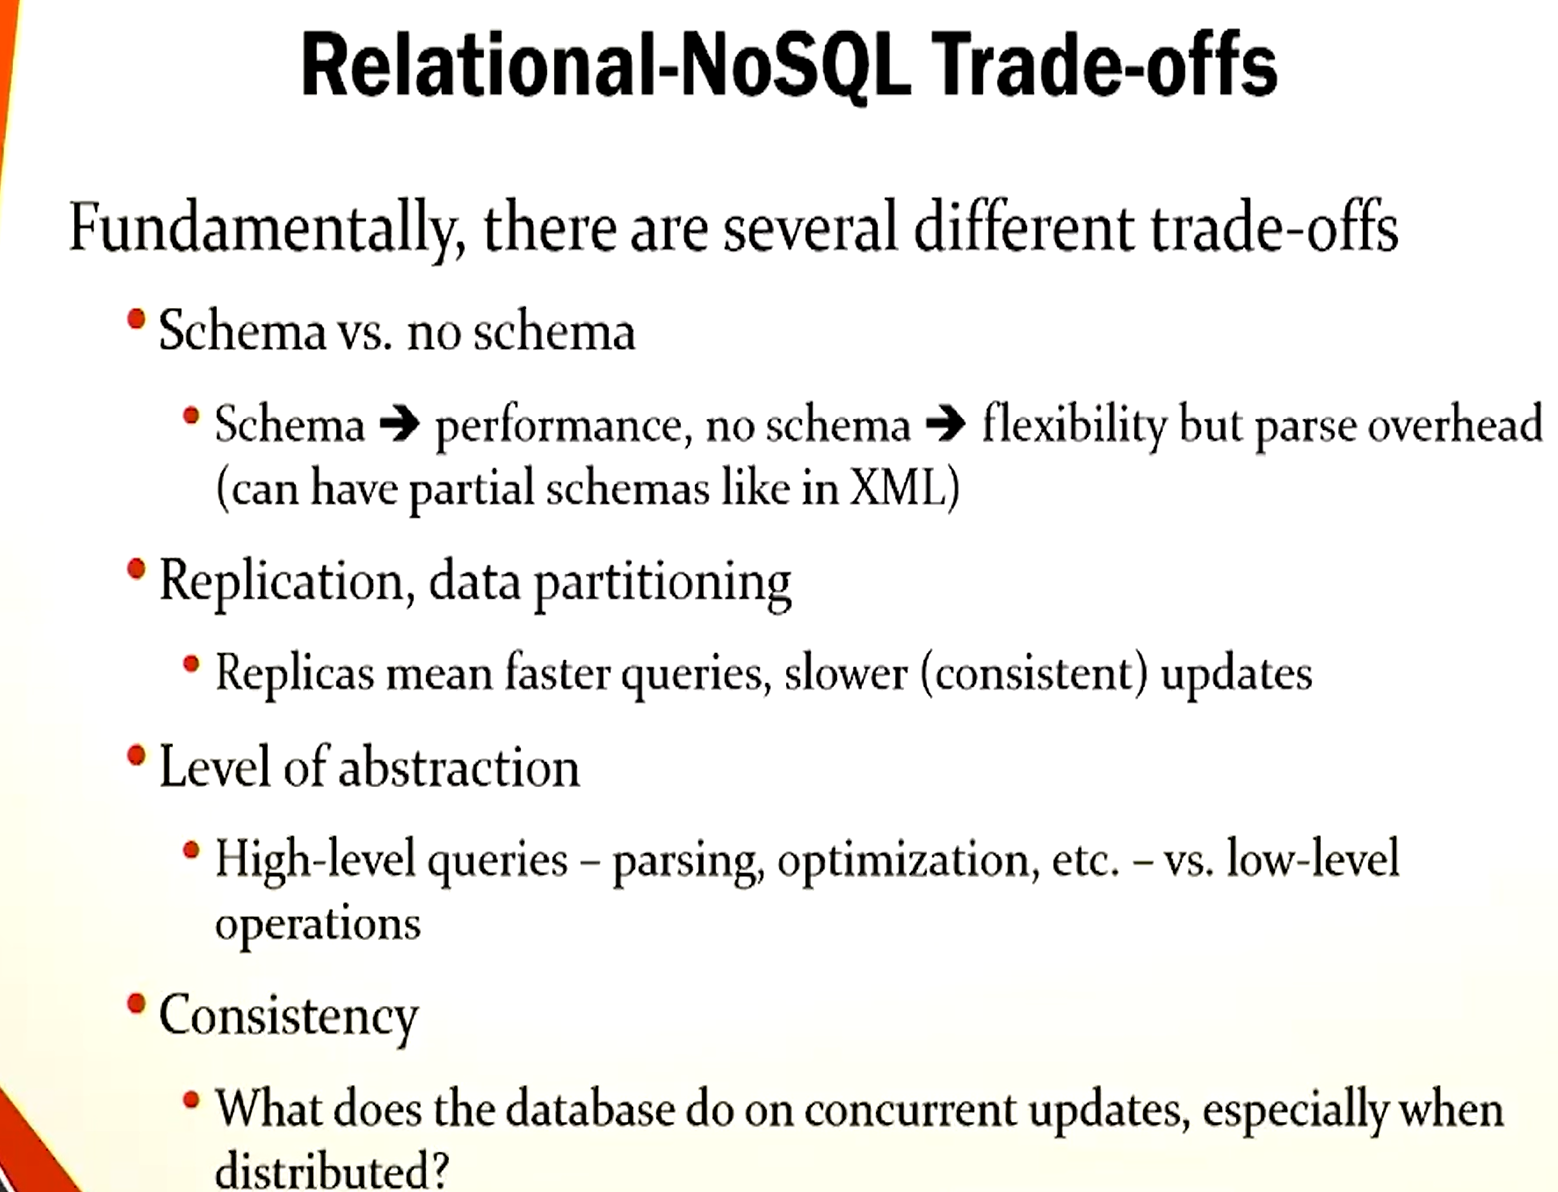 Relational-NoSQL Trade-offs
Fundamentally, there are several different trade-offs
• Schema vs. no schema
• Schema ➔ performance, no schema ➔ flexibility but parse overhead
(can have partial schemas like in XML)
• Replication, data partitioning
• Replicas mean faster queries, slower (consistent) updates
• Level of abstraction
• High-level queries – parsing, optimization, etc. – vs. low-level
operations
• Consistency
• What does the database do on concurrent updates, especially when
distributed?